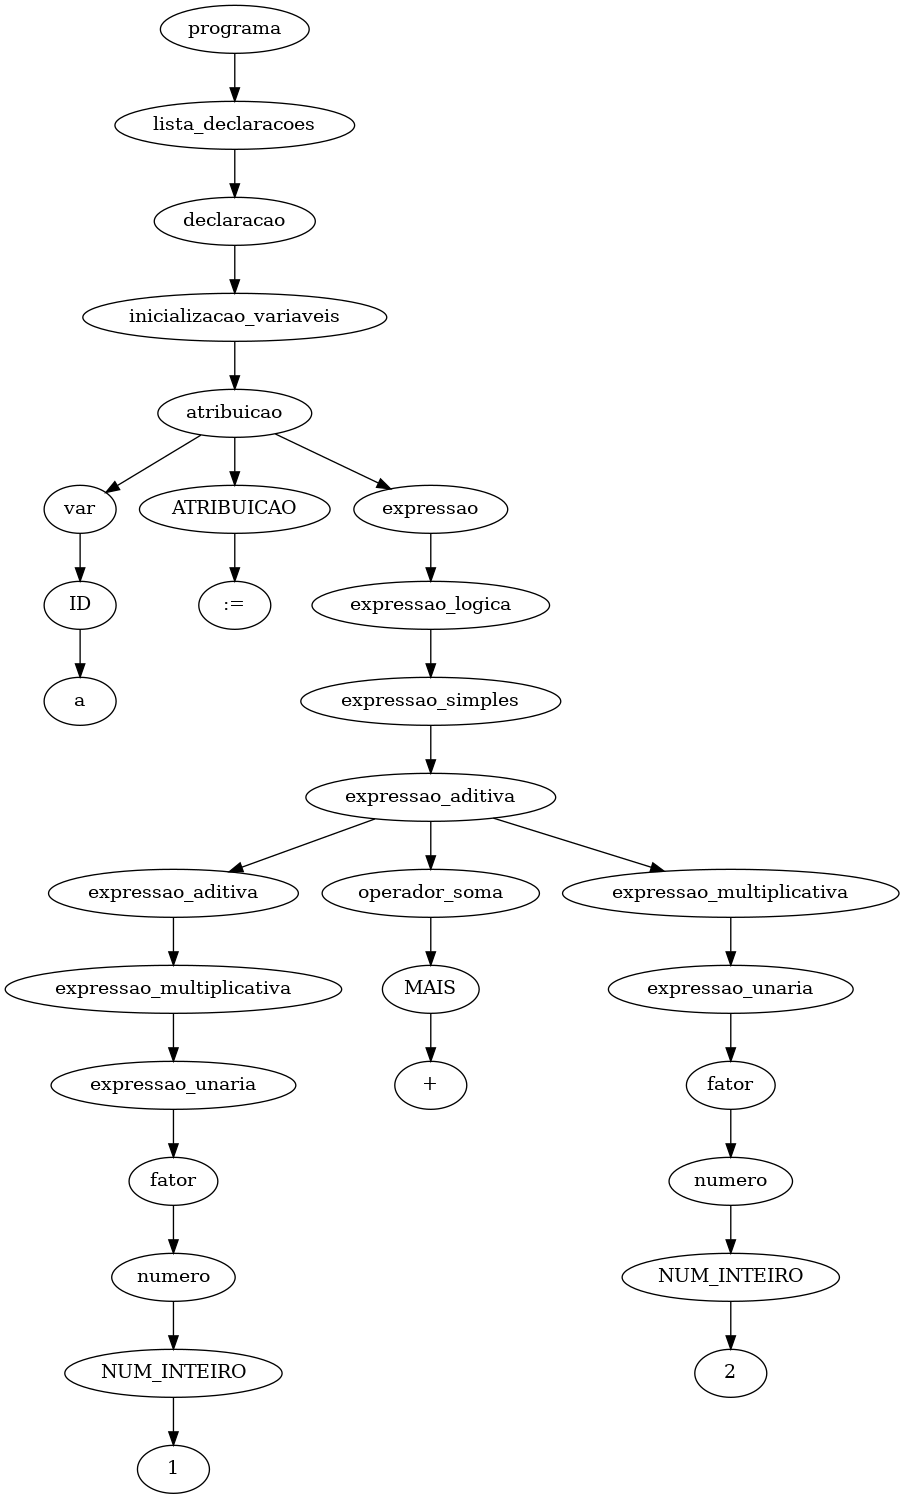 programa
lista_declaracoes
declaracao
inicializacao_variaveis
atribuicao
var
ATRIBUICAO
expressao
ID
:=
expressao_logica
a
expressao_simples
expressao_aditiva
expressao_aditiva
operador_soma
expressao_multiplicativa
expressao_multiplicativa
MAIS
expressao_unaria
expressao_unaria
+
fator
fator
numero
numero
NUM_INTEIRO
NUM_INTEIRO
2
1